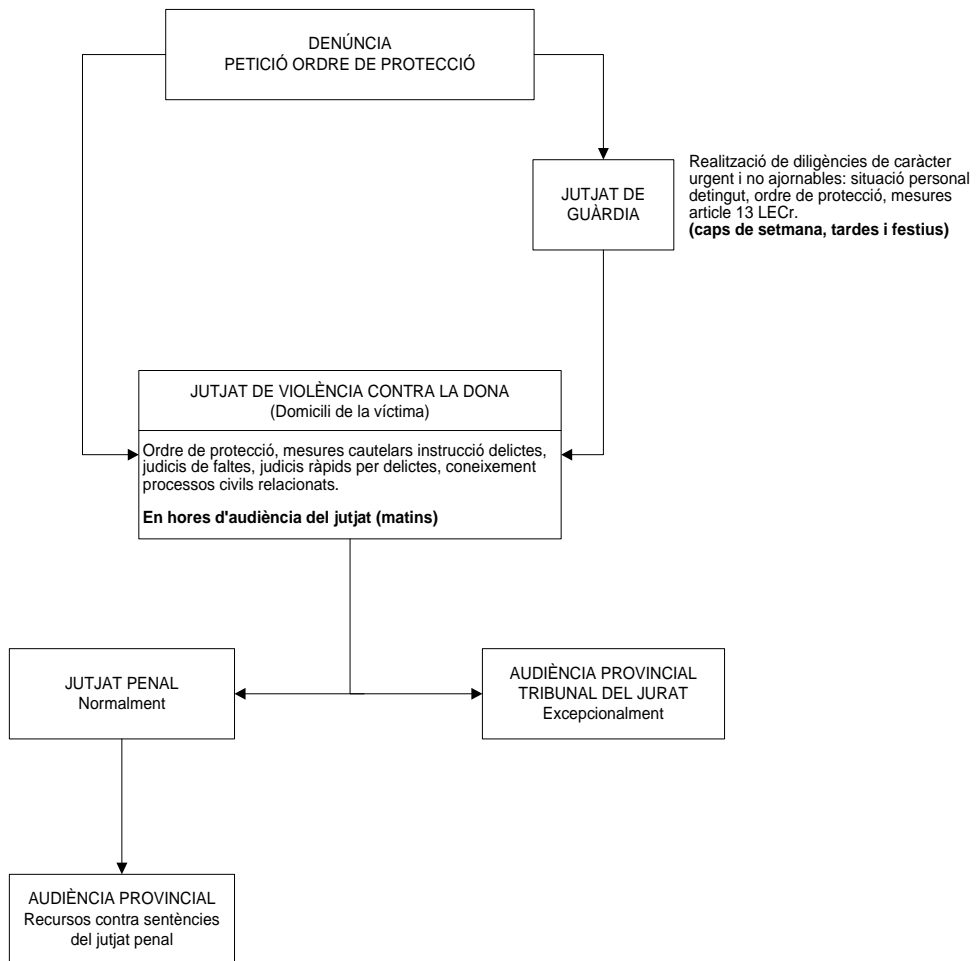 DENÚNCIA
PETICIÓ ORDRE DE PROTECCIÓ
JUTJAT DE
GUÀRDIA
Realització de diligències de caràcter
urgent i no ajornables: situació personal
detingut, ordre de protecció, mesures
article 13 LECr.
(caps de setmana, tardes i festius)
JUTJAT DE VIOLÈNCIA CONTRA LA DONA
(Domicili de la víctima)
Ordre de protecció, mesures cautelars instrucció delictes,
judicis de faltes, judicis ràpids per delictes, coneixement
processos civils relacionats.
En hores d'audiència del jutjat (matins)
JUTJAT PENAL
Normalment
AUDIÈNCIA PROVINCIAL
TRIBUNAL DEL JURAT
Excepcionalment
AUDIÈNCIA PROVINCIAL
Recursos contra sentències
del jutjat penal